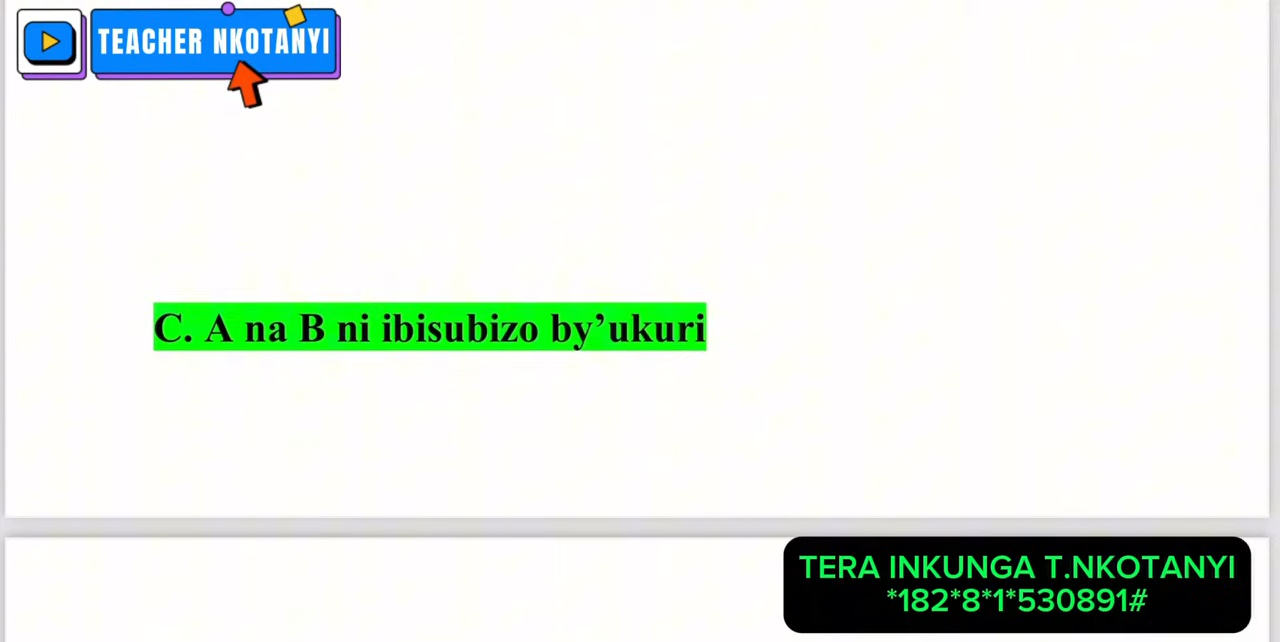 TEACHER NKOTANYI
C. A na B ni ibisubizo by’ukuri
TERA INKUNGA T.NKOTANYI
*182*8*1*530891#